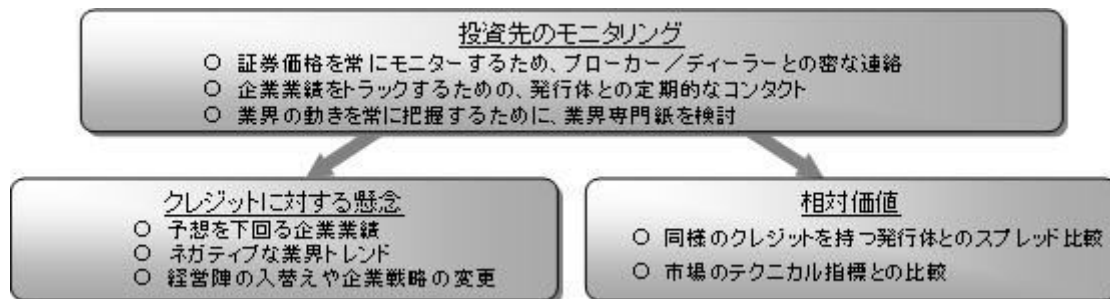 投資先のモニタリング
○ 証券価格を常にモニターするため、ブローカー／ディーラーとの密な連絡
○ 企業業績をトラックするための、発行体との定期的なコンタクト
○ 業界の動きを常に把握するために、業界専門紙を検討
クレジットに対する懸念
○ 予想を下回る企業業績
○ ネガティブな業界トレンド
○ 経営陣の入替えや企業戦略の変更
相対価値
○ 同様のクレジットを持つ発行体とのスプレッド比較
○ 市場のテクニカル指標との比較